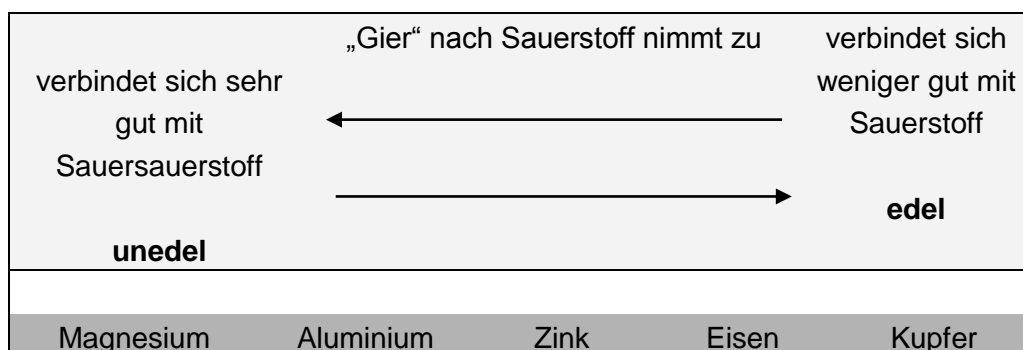 „Gier“ nach Sauerstoff nimmt zu
verbindet sich sehr
gut mit
Sauersauerstoff
unedel
verbindet sich
weniger gut mit
Sauerstoff
edel
Magnesium Aluminium Zink Eisen Kupfer